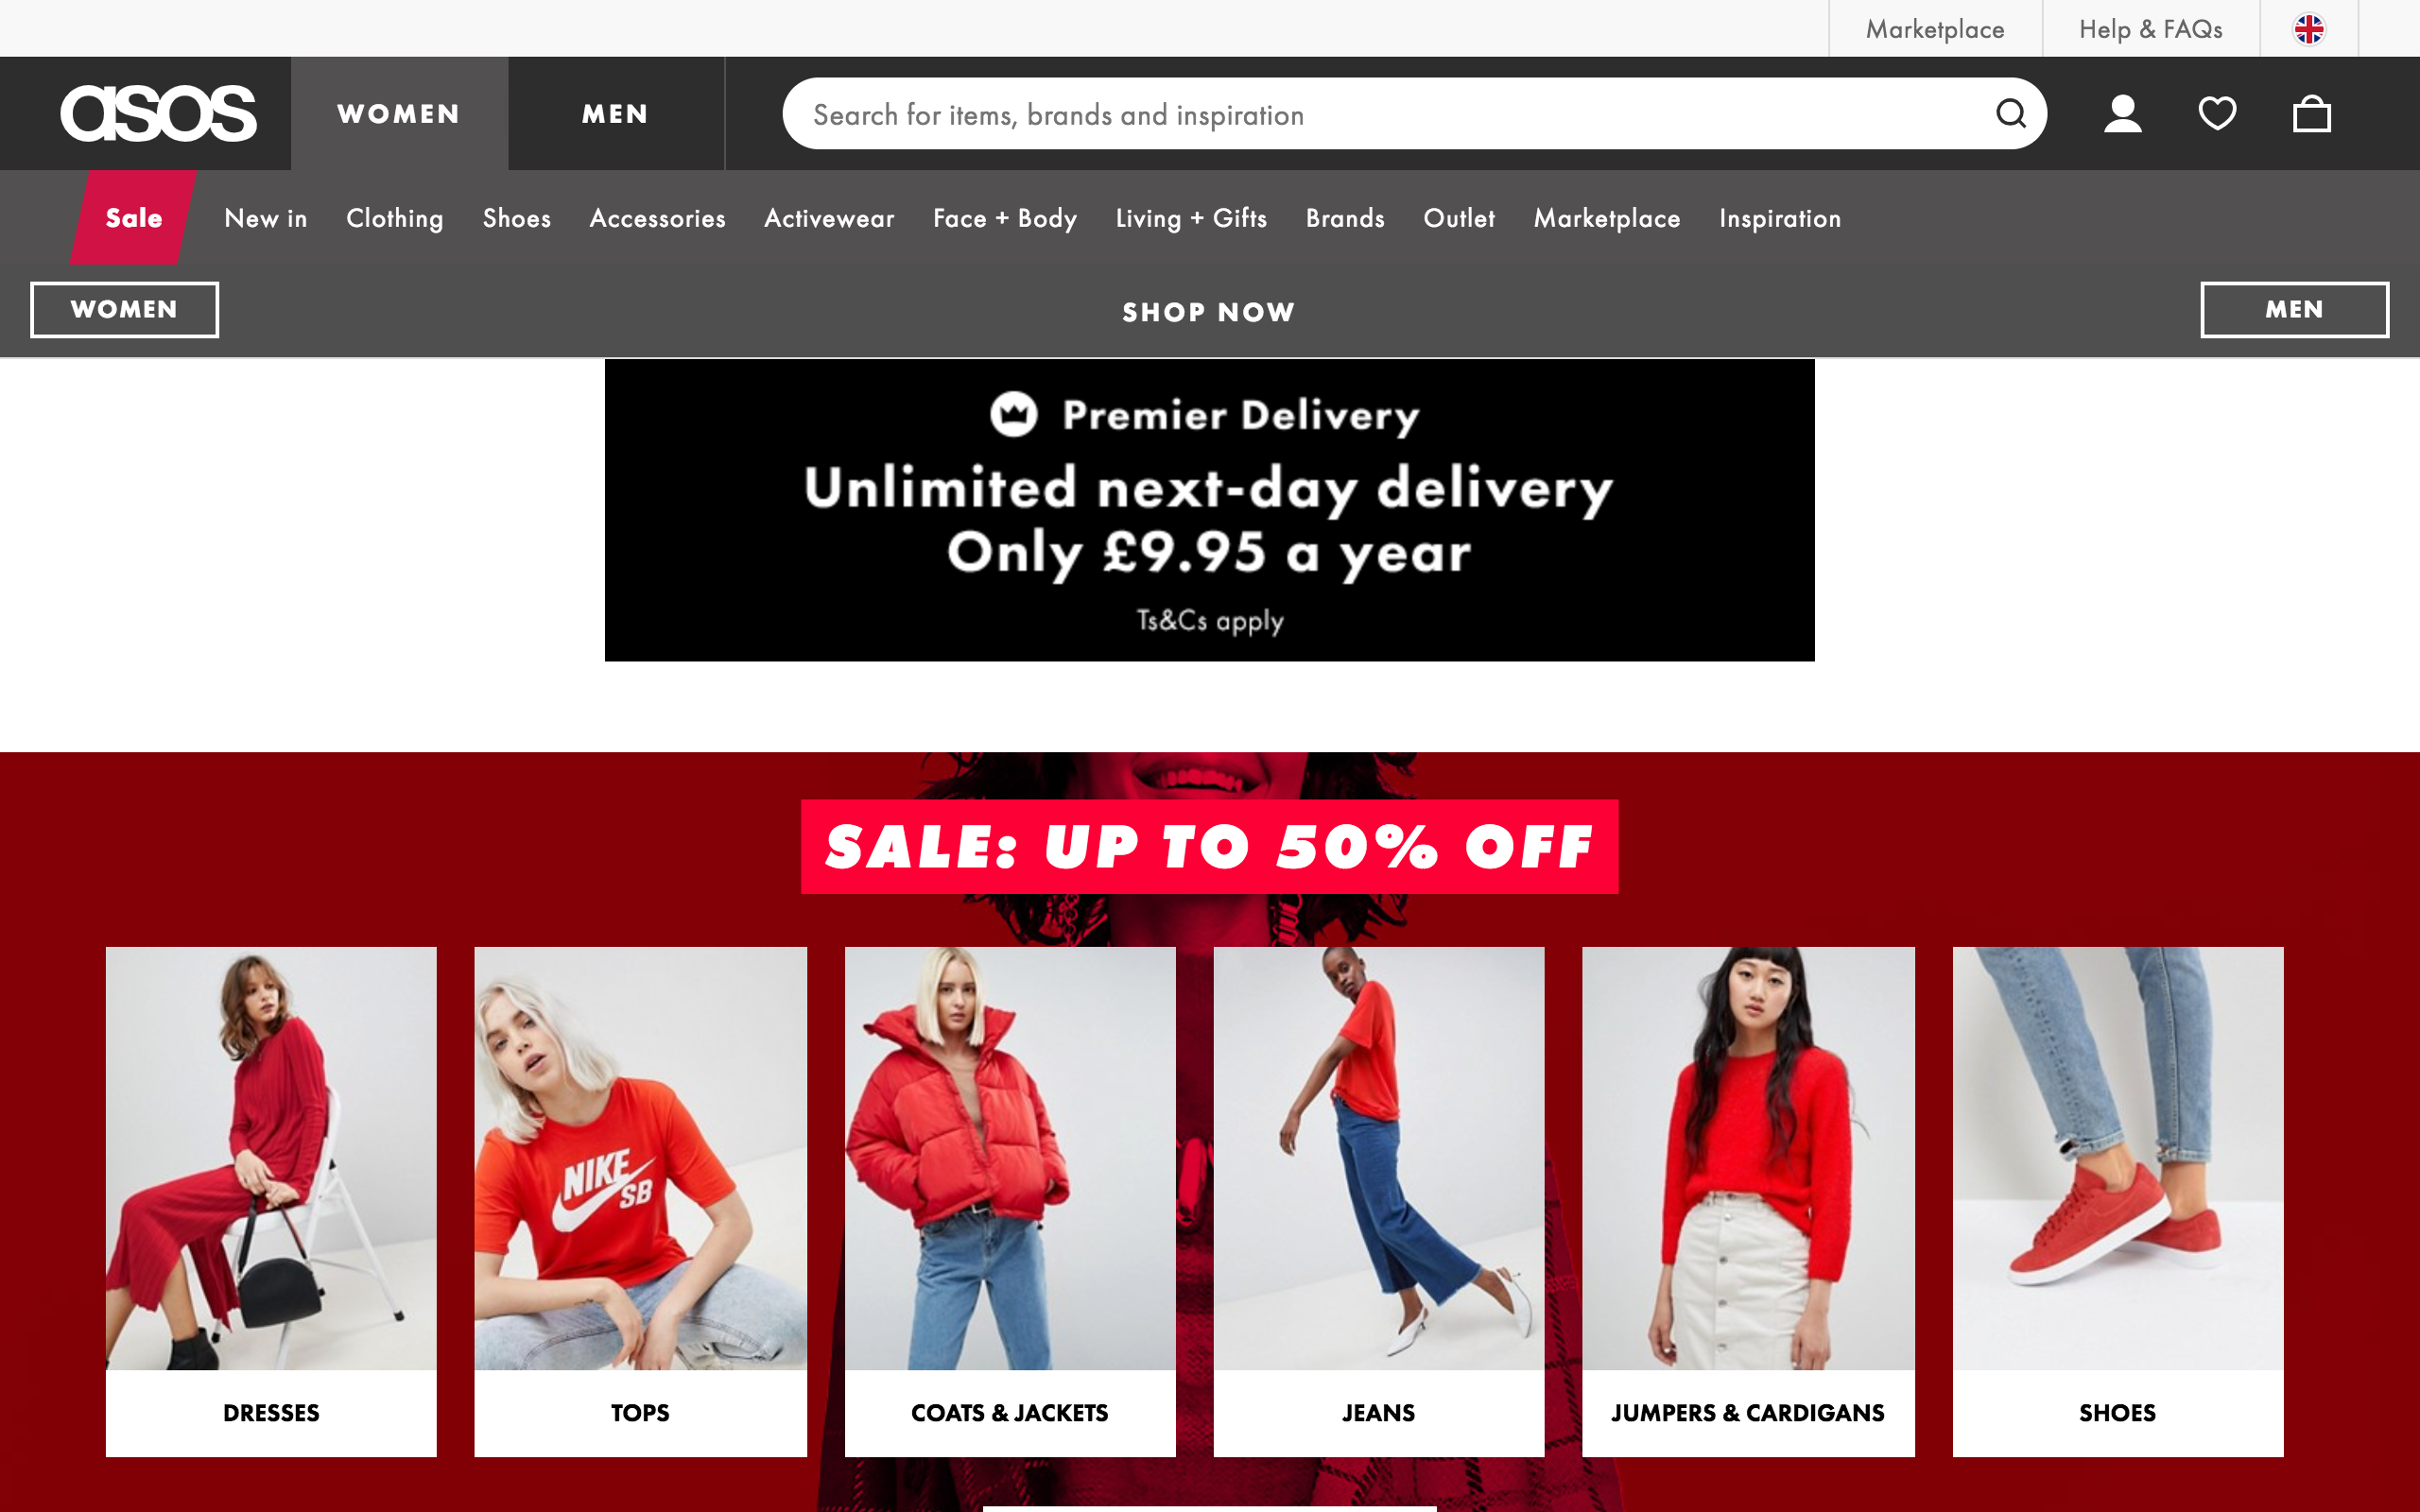 Marketplace
Help & FAQs
asos
WOMEN
MEN
Search for items, brands and inspiration
Sale
New in
Clothing
Shoes
Accessories
Activewear
Face + Body
Living + Gifts
Brands
Outlet
Marketplace
Inspiration
WOMEN
SHOP NOW
MEN
Premier Delivery
Unlimited next-day delivery
Only £9.95 a year
Ts&Cs apply
SALE: UP TO 50% OFF
NIKE
SB
DRESSES
TOPS
COATS & JACKETS
JEANS
JUMPERS & CARDIGANS
SHOES